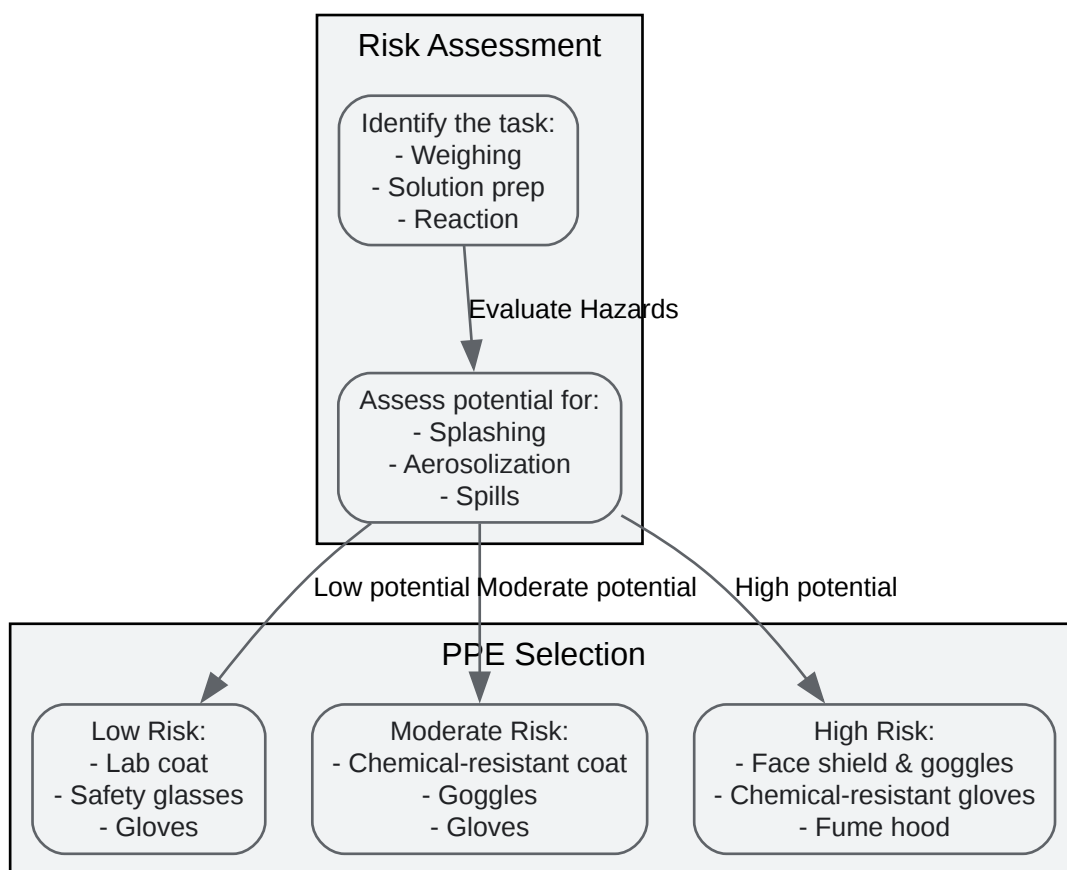 Risk Assessment
Identify the task:
- Weighing
- Solution prep
- Reaction
Evaluate Hazards
Assess potential for:
- Splashing
- Aerosolization
- Spills
Low potential
Moderate potential
High potential
PPE Selection
Low Risk:
- Lab coat
- Safety glasses
- Gloves
Moderate Risk:
- Chemical-resistant coat
- Goggles
- Gloves
High Risk:
- Face shield & goggles
- Chemical-resistant gloves
- Fume hood